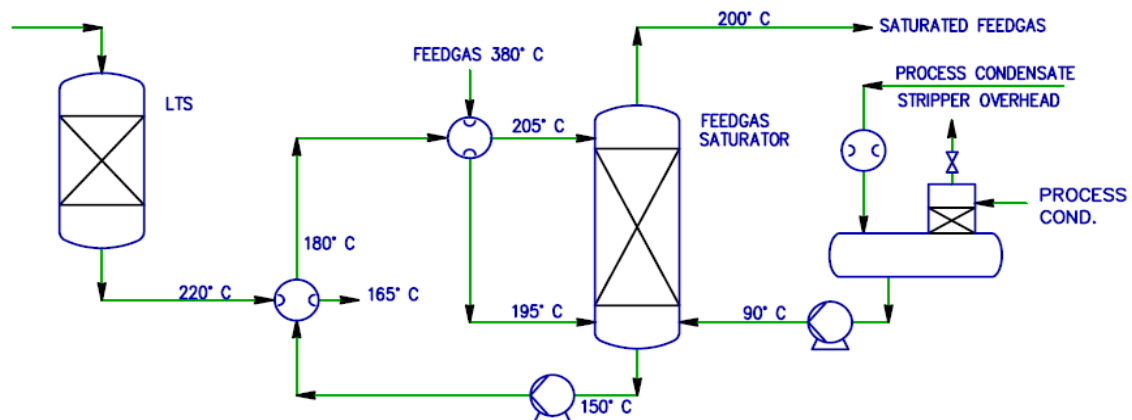 200° C
SATURATED FEEDGAS
FEEDGAS 380° C
PROCESS CONDENSATE
STRIPPER OVERHEAD
LTS
205° C
FEEDGAS
SATURATOR
PROCESS
COND.
180° C
220° C
165° C
195° C
90° C
150° C